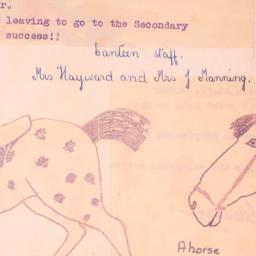 r.
leaving to go to the Secondary
success!!
Canteen staff.
Mrs Hayward and Mrs J Manning.
A horse